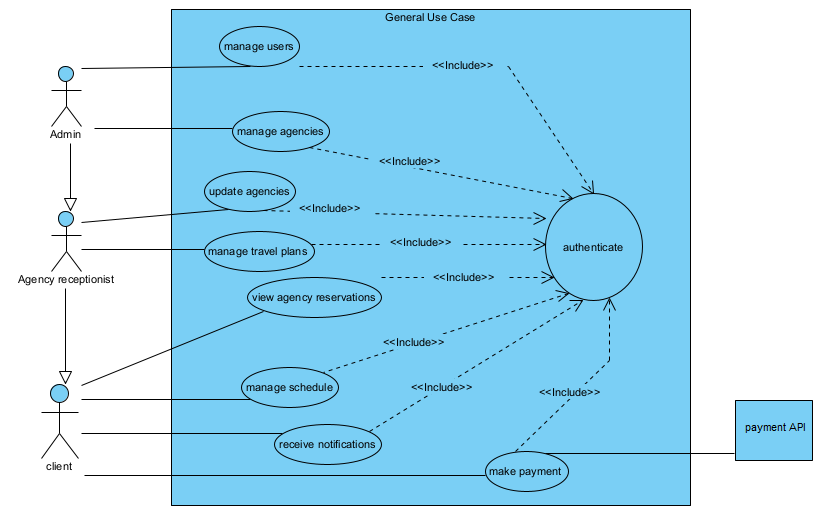 General Use Case
manage users
<<Include>>
Admin
manage agencies
<<Include>>
update agencies
<<Include>>
Agency receptionist
manage travel plans
<<Include>>
authenticate
view agency reservations
<<Include>>
<<Include>>
manage schedule
<<Include>>
<<Include>>
receive notifications
client
make payment
payment API